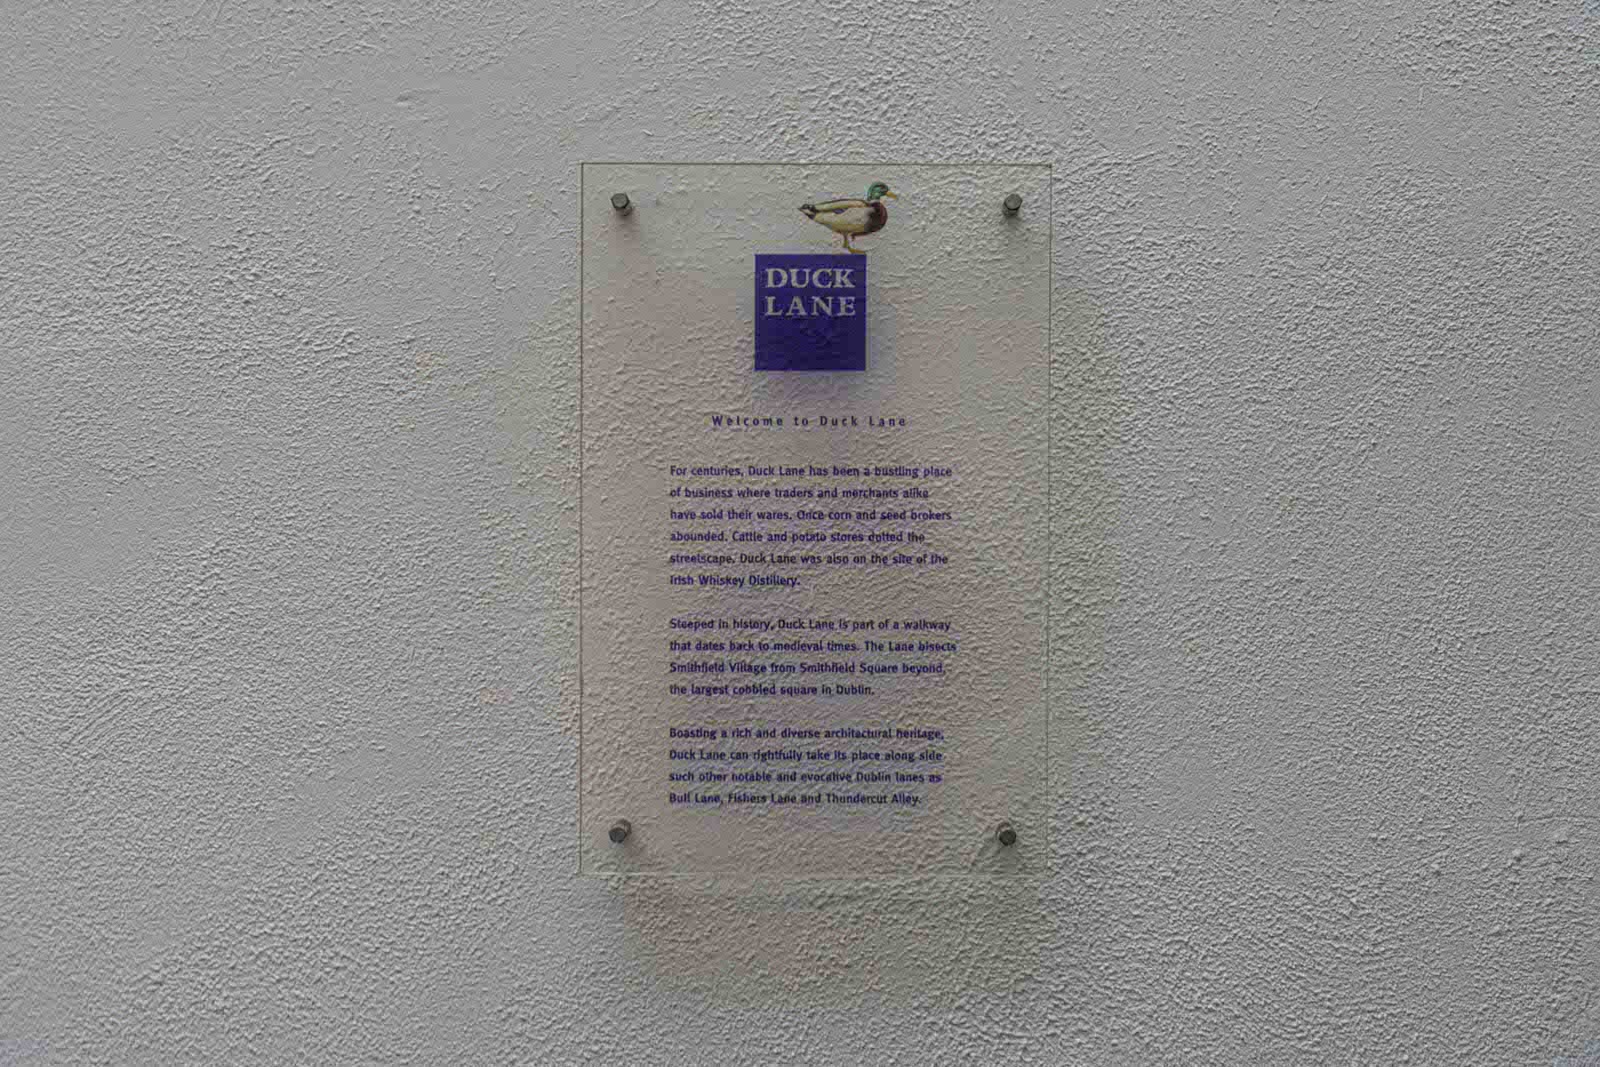 DUCK
LANE
Welcome to Duck Lane
For centuries, Duck Lane has been a bustling place
of business where traders and merchants alike
have sold their wares. Once corn and seed brokers
abounded. Cattle and potato stores dotted the
streetscape. Duck Lane was also on the site of the
Irish Whiskey Distillery.
Steeped in history, Duck Lane is part of a walkway
that dates back to medieval times. The Lane bisects
Smithfield Village from Smithfield Square beyond,
the largest cobbled square in Dublin.
Boasting a rich and diverse architectural heritage,
Duck Lane can rightfully take its place along side
such other notable and evocative Dublin lanes as
Bull Lane, Fishers Lane and Thundercut Alley.